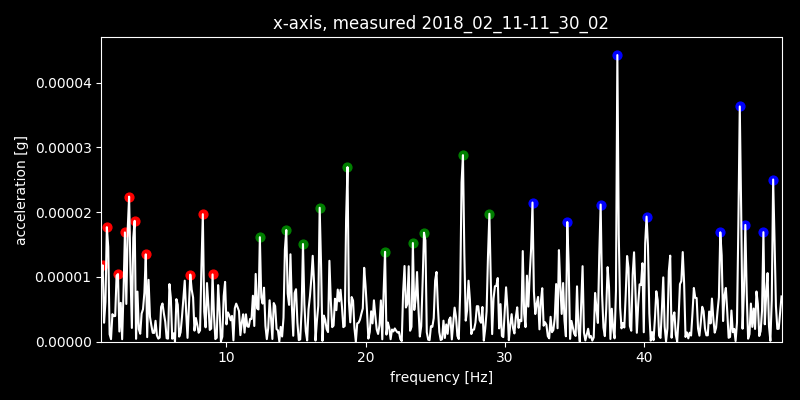 x-axis, measured 2018_02_11-11_30_02
acceleration [g]
0.00004
0.00003
0.00002
0.00001
0.00000
10 20 30 40
frequency [Hz]